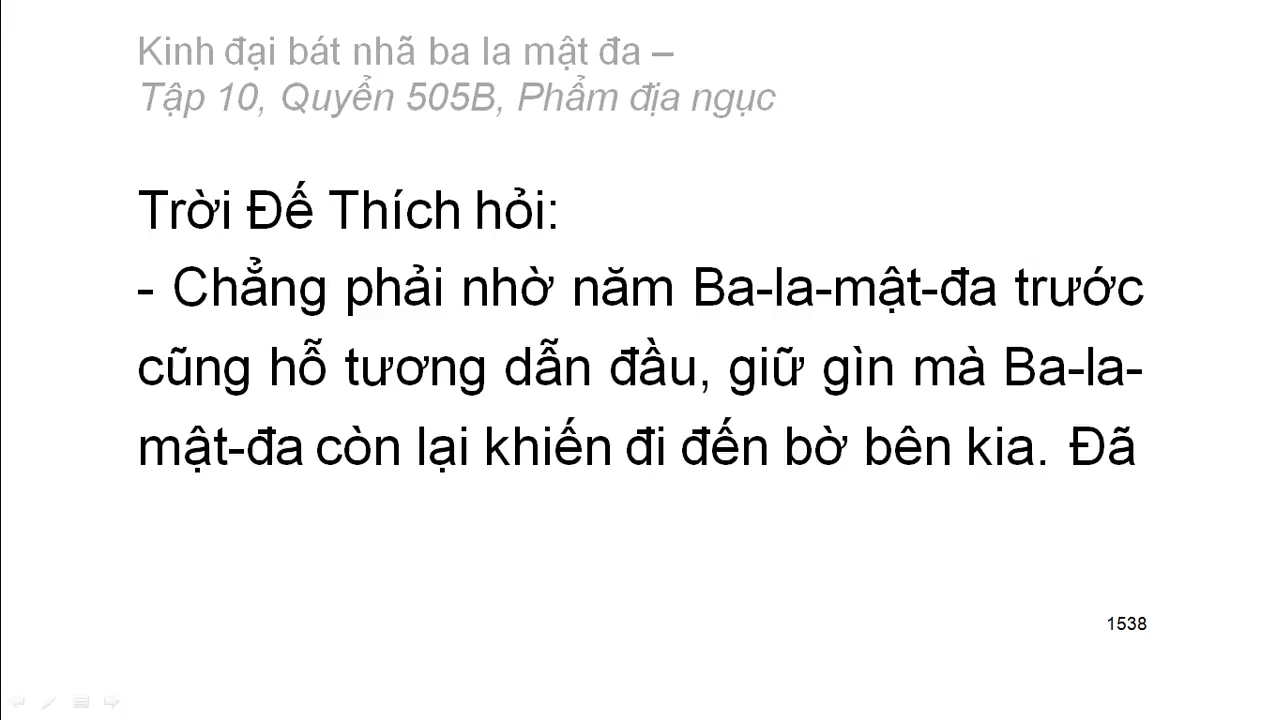 Kinh đại bát nhã ba la mật đa –
Tập 10, Quyển 505B, Phẩm địa ngục
Trời Đế Thích hỏi:
- Chẳng phải nhờ năm Ba-la-mật-đa trước
cũng hỗ tương dẫn đầu, giữ gìn mà Ba-la-
mật-đa còn lại khiến đi đến bờ bên kia. Đã
1538